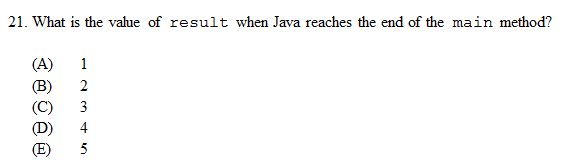 21. What is the value of result when Java reaches the end of the main method?
(A) 1
(B) 2
(C) 3
(D) 4
(E) 5